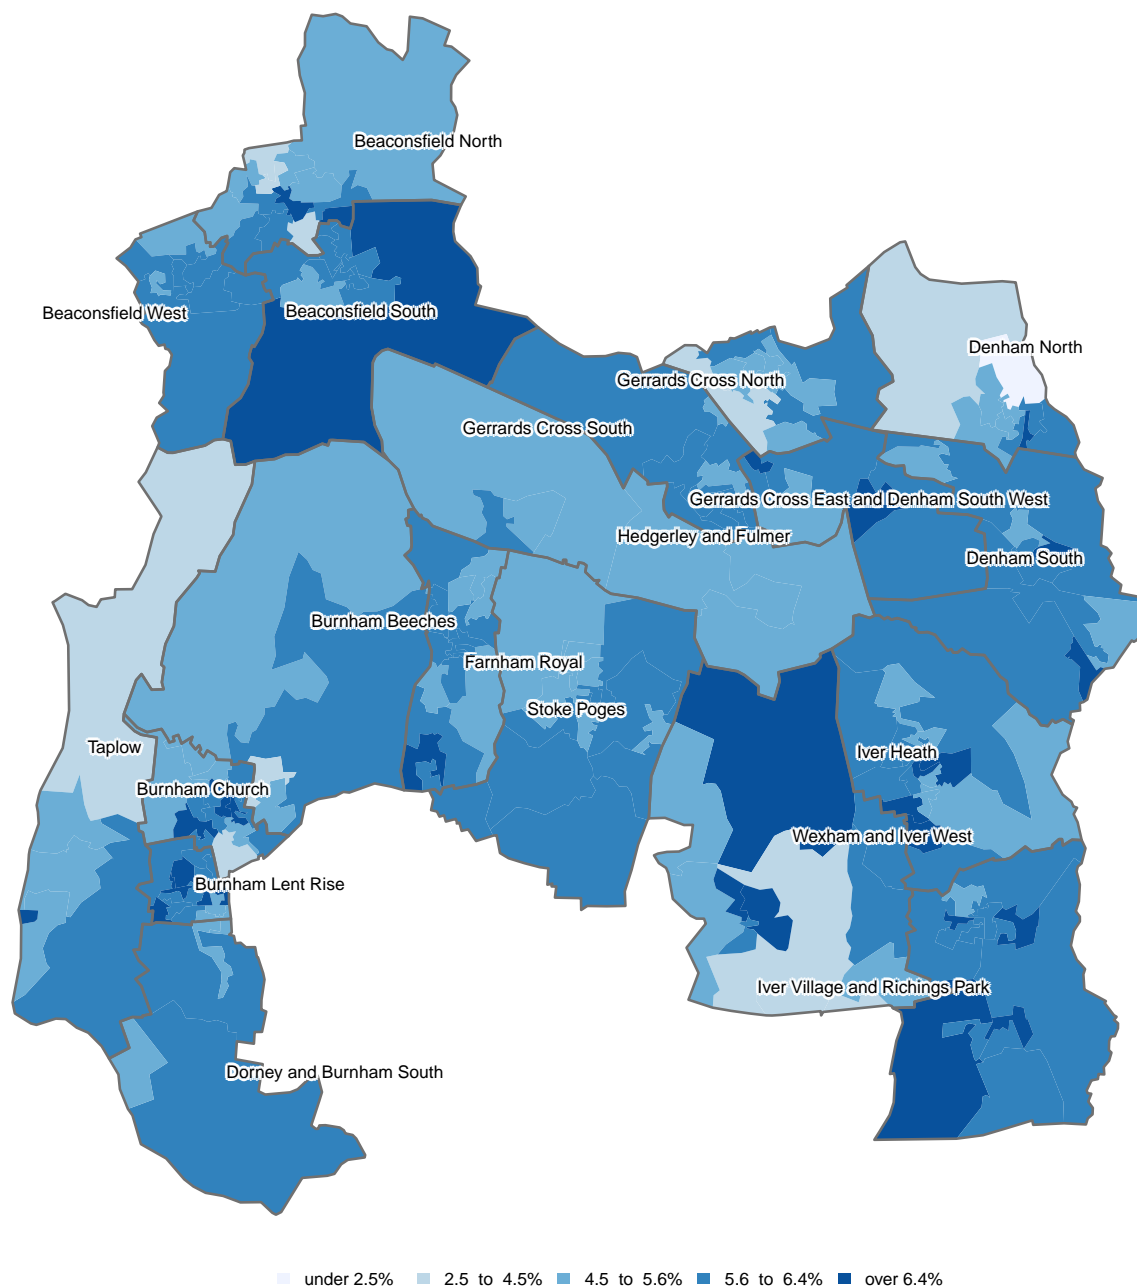 Beaconsfield North
Beaconsfield West
Beaconsfield South
Denham North
Gerrards Cross North
Gerrards Cross South
Gerrards Cross East and Denham South West
Hedgerley and Fulmer
Denham South
Burnham Beeches
Farnham Royal
Stoke Poges
Taplow
Iver Heath
Burnham Church
Wexham and Iver West
Burnham Lent Rise
Iver Village and Richings Park
Dorney and Burnham South
under 2.5% 2.5 to 4.5% 4.5 to 5.6% 5.6 to 6.4% over 6.4%